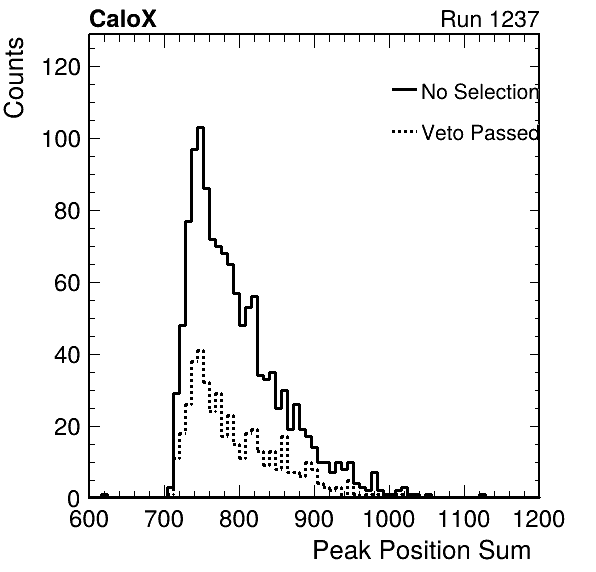 CaloX
Run 1237
Counts
120
100
80
60
40
20
0
No Selection
Veto Passed
600 700 800 900 1000 1100 1200
Peak Position Sum